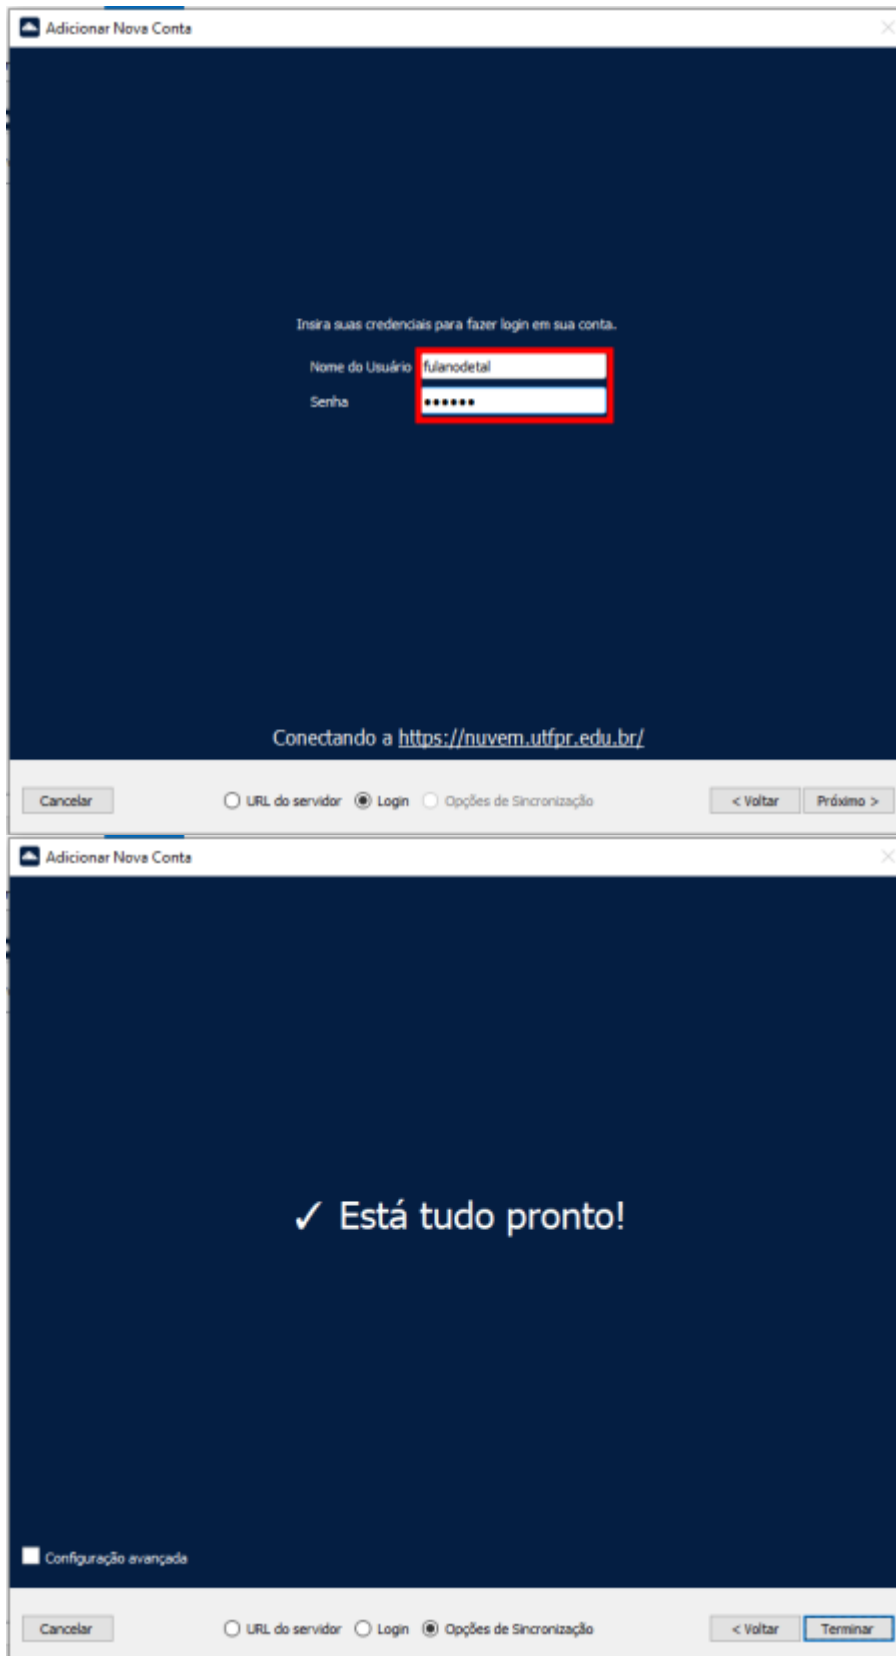 Adicionar Nova Conta
Insira suas credenciais para fazer login em sua conta.
Nome do Usuário fulanodetal
Senha ••••••
Conectando a https://nuvem.utfpr.edu.br/
Cancelar URL do servidor Login Opções de Sincronização < Voltar Próximo >
Adicionar Nova Conta
✓ Está tudo pronto!
Configuração avançada
Cancelar URL do servidor Login Opções de Sincronização < Voltar Terminar